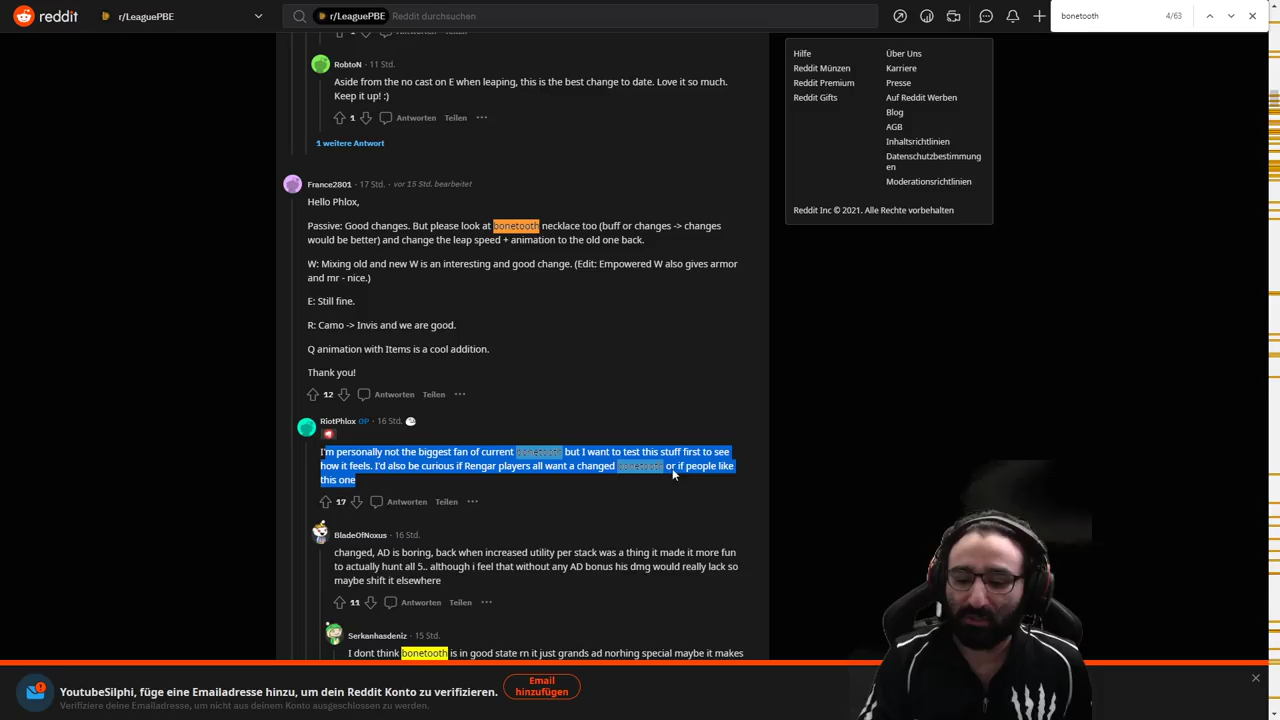 reddit
r/LeaguePBE
r/LeaguePBE
Reddit durchsuchen
bonetooth
4/63
Antworten
Teilen
Hilfe
Über Uns
Reddit Münzen
Karriere
Reddit Premium
Presse
Reddit Gifts
Auf Reddit Werben
Blog
AGB
Inhaltsrichtlinien
Datenschutzbestimmung
en
Moderationsrichtlinien
Reddit Inc © 2021. Alle Rechte vorbehalten
RobtoN · 11 Std.
Aside from the no cast on E when leaping, this is the best change to date. Love it so much.
Keep it up! :)
1
Antworten
Teilen
1 weitere Antwort
France2801 · 17 Std. · vor 15 Std. bearbeitet
Hello Phlox,
Passive: Good changes. But please look at bonetooth necklace too (buff or changes -> changes
would be better) and change the leap speed + animation to the old one back.
W: Mixing old and new W is an interesting and good change. (Edit: Empowered W also gives armor
and mr - nice.)
E: Still fine.
R: Camo -> Invis and we are good.
Q animation with Items is a cool addition.
Thank you!
12
Antworten
Teilen
RiotPhlox OP · 16 Std.
I'm personally not the biggest fan of current bonetooth but I want to test this stuff first to see
how it feels. I'd also be curious if Rengar players all want a changed bonetooth or if people like
this one
17
Antworten
Teilen
BladeOfNoxus · 16 Std.
changed, AD is boring, back when increased utility per stack was a thing it made it more fun
to actually hunt all 5.. although i feel that without any AD bonus his dmg would really lack so
maybe shift it elsewhere
11
Antworten
Teilen
Serkanhasdeniz · 15 Std.
I dont think bonetooth is in good state rn it just grands ad norhing special maybe it makes
YoutubeSilphi, füge eine Emailadresse hinzu, um dein Reddit Konto zu verifizieren.
Verifiziere deine Emailadresse, um nicht aus deinem Konto ausgeschlossen zu werden.
Email
hinzufügen